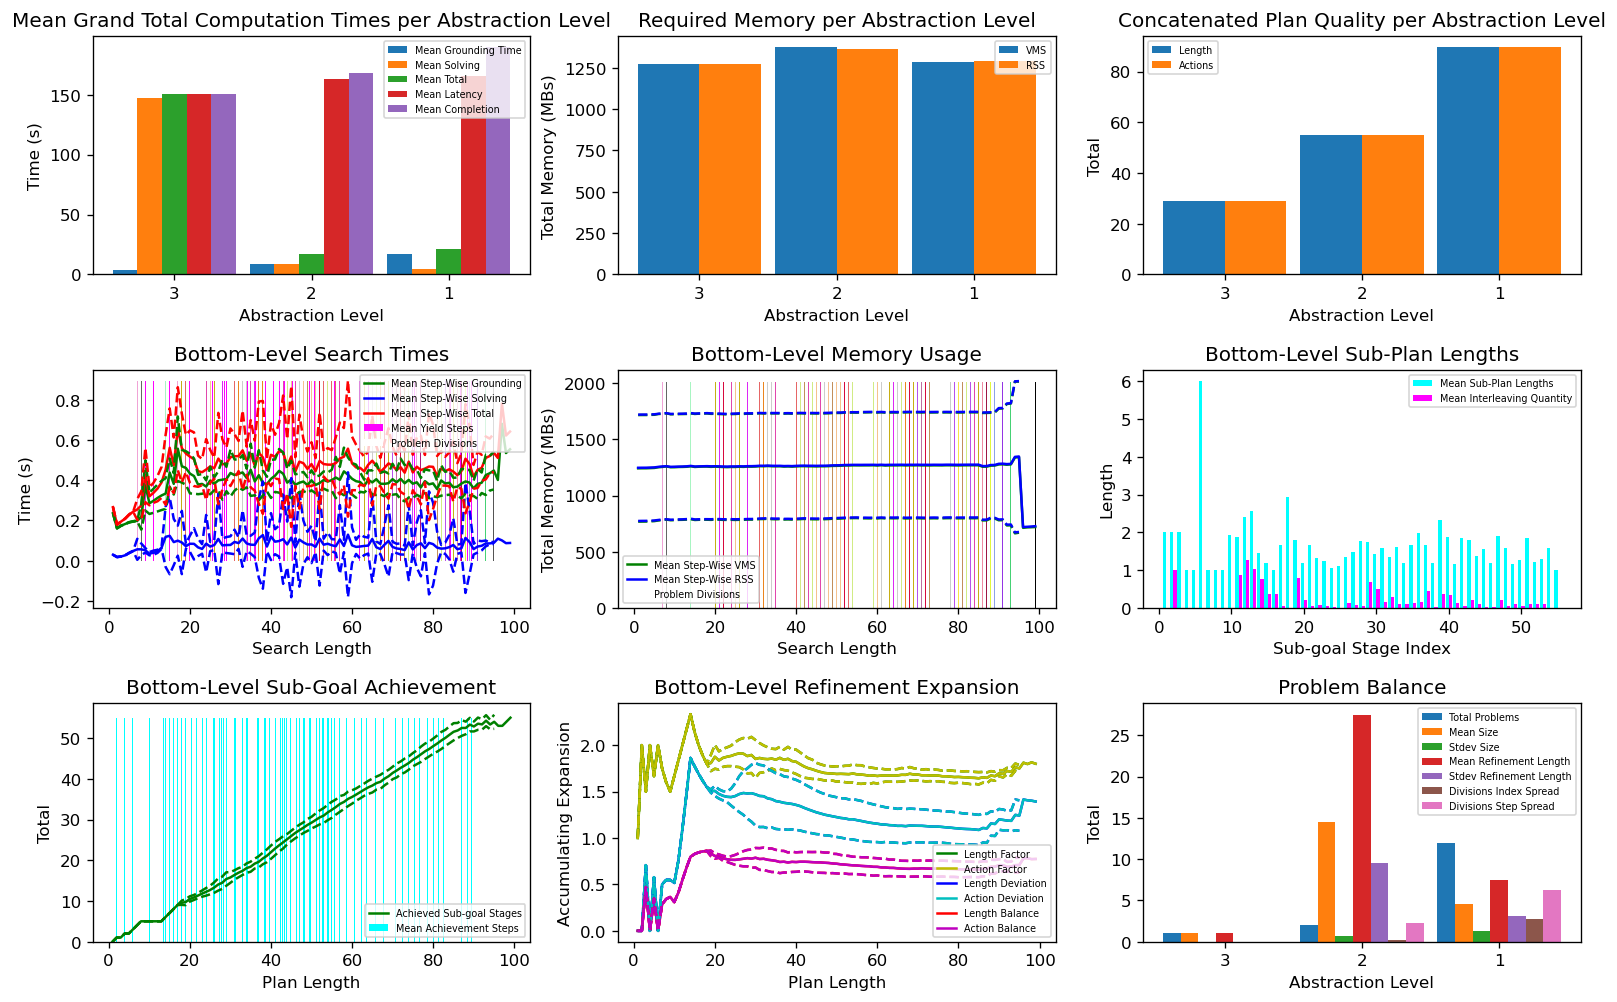 Mean Grand Total Computation Times per Abstraction Level
Time (s)
150
100
50
0
3 2 1
Abstraction Level
Mean Grounding Time
Mean Solving
Mean Total
Mean Latency
Mean Completion
Required Memory per Abstraction Level
Total Memory (MBs)
1250
1000
750
500
250
0
3 2 1
Abstraction Level
VMS
RSS
Concatenated Plan Quality per Abstraction Level
Total
80
60
40
20
0
3 2 1
Abstraction Level
Length
Actions
Bottom-Level Search Times
Time (s)
0.8
0.6
0.4
0.2
0.0
−0.2
0 20 40 60 80 100
Search Length
Mean Step-Wise Grounding
Mean Step-Wise Solving
Mean Step-Wise Total
Mean Yield Steps
Problem Divisions
Bottom-Level Memory Usage
Total Memory (MBs)
2000
1500
1000
500
0
0 20 40 60 80 100
Search Length
Mean Step-Wise VMS
Mean Step-Wise RSS
Problem Divisions
Bottom-Level Sub-Plan Lengths
Length
6
5
4
3
2
1
0
0 10 20 30 40 50
Sub-goal Stage Index
Mean Sub-Plan Lengths
Mean Interleaving Quantity
Bottom-Level Sub-Goal Achievement
Total
50
40
30
20
10
0
0 20 40 60 80 100
Plan Length
Achieved Sub-goal Stages
Mean Achievement Steps
Bottom-Level Refinement Expansion
Accumulating Expansion
2.0
1.5
1.0
0.5
0.0
0 20 40 60 80 100
Plan Length
Length Factor
Action Factor
Length Deviation
Action Deviation
Length Balance
Action Balance
Problem Balance
Total
25
20
15
10
5
0
3 2 1
Abstraction Level
Total Problems
Mean Size
Stdev Size
Mean Refinement Length
Stdev Refinement Length
Divisions Index Spread
Divisions Step Spread